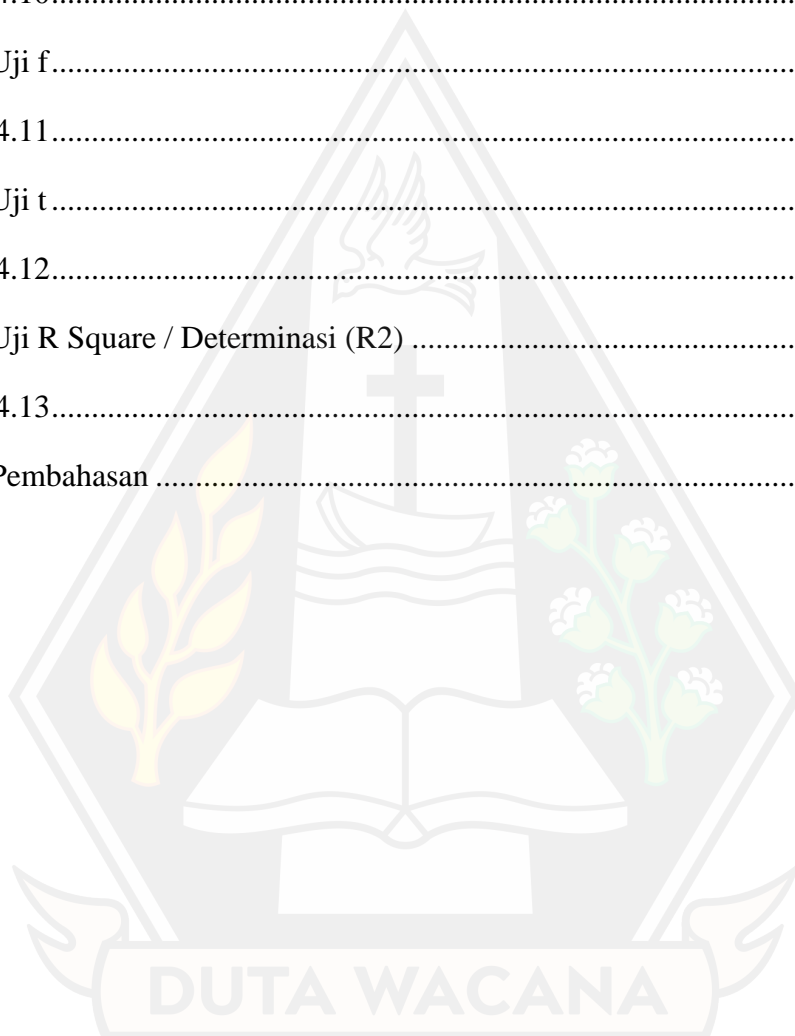 Uji f..........................................................................................
4.11..........................................................................................
Uji t..........................................................................................
4.12..........................................................................................
Uji R Square / Determinasi (R2) ...............................................
4.13..........................................................................................
Pembahasan ...............................................................................
DUTA WACANA